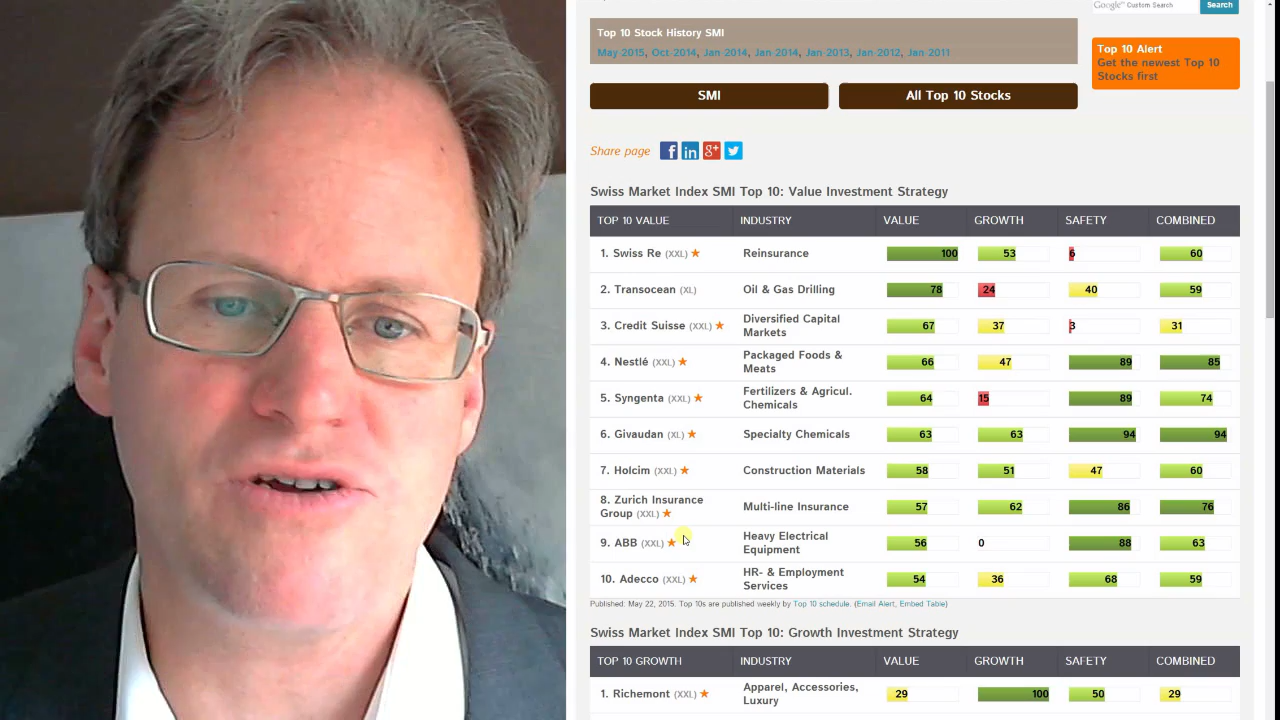 Google™ Custom Search
Search
Top 10 Stock History SMI
May-2015, Oct-2014, Jan-2014, Jan-2014, Jan-2013, Jan-2012, Jan-2011
Top 10 Alert
Get the newest Top 10
Stocks first
SMI
All Top 10 Stocks
Share page
Swiss Market Index SMI Top 10: Value Investment Strategy
TOP 10 VALUE INDUSTRY VALUE GROWTH SAFETY COMBINED
1. Swiss Re (XXL) ★ Reinsurance 100 53 6 60
2. Transocean (XL) Oil & Gas Drilling 78 24 40 59
3. Credit Suisse (XXL) ★ Diversified Capital
Markets 67 37 3 31
4. Nestlé (XXL) ★ Packaged Foods &
Meats 66 47 89 85
5. Syngenta (XXL) ★ Fertilizers & Agricul.
Chemicals 64 15 89 74
6. Givaudan (XL) ★ Specialty Chemicals 63 63 94 94
7. Holcim (XXL) ★ Construction Materials 58 51 47 60
8. Zurich Insurance
Group (XXL) ★ Multi-line Insurance 57 62 86 76
9. ABB (XXL) ★ Heavy Electrical
Equipment 56 0 88 63
10. Adecco (XXL) ★ HR- & Employment
Services 54 36 68 59
Published: May 22, 2015. Top 10s are published weekly by Top 10 schedule. (Email Alert, Embed Table)
Swiss Market Index SMI Top 10: Growth Investment Strategy
TOP 10 GROWTH INDUSTRY VALUE GROWTH SAFETY COMBINED
1. Richemont (XXL) ★ Apparel, Accessories,
Luxury 29 100 50 29